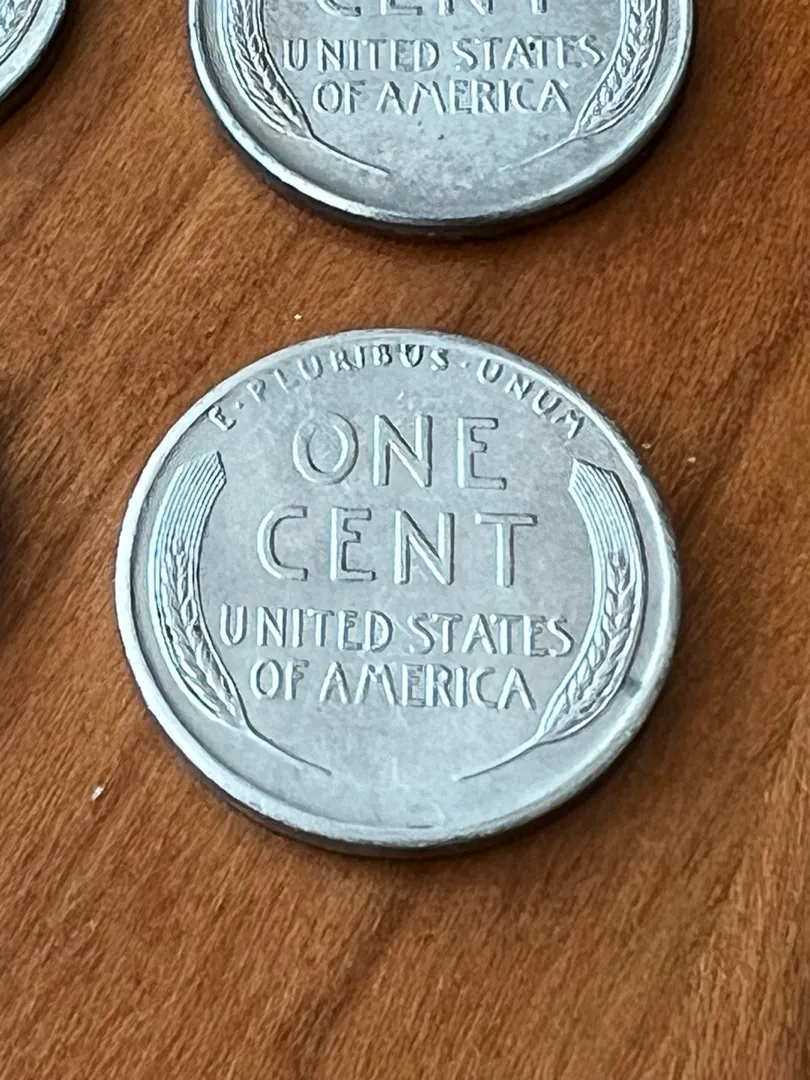 CENT
UNITED STATES
OF AMERICA
E·PLURIBUS·UNUM
ONE
CENT
UNITED STATES
OF AMERICA